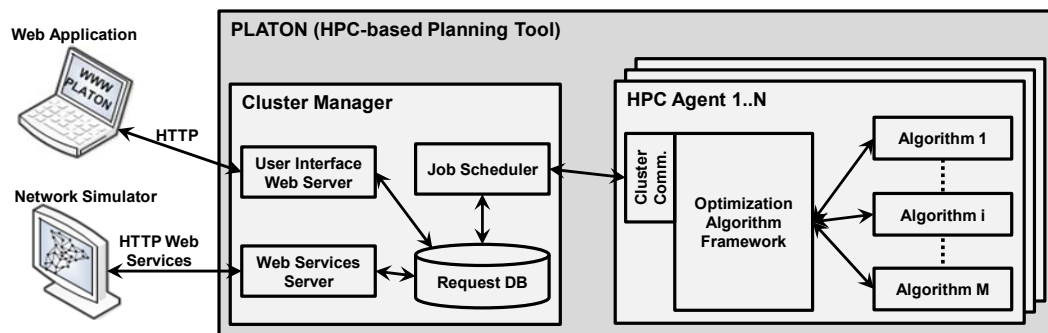 PLATON (HPC-based Planning Tool)
Web Application
WWW
PLATON
HTTP
Network Simulator
HTTP Web
Services
Cluster Manager
User Interface
Web Server
Job Scheduler
Web Services
Server
Request DB
HPC Agent 1..N
Cluster
Comm.
Optimization
Algorithm
Framework
Algorithm 1
Algorithm i
Algorithm M